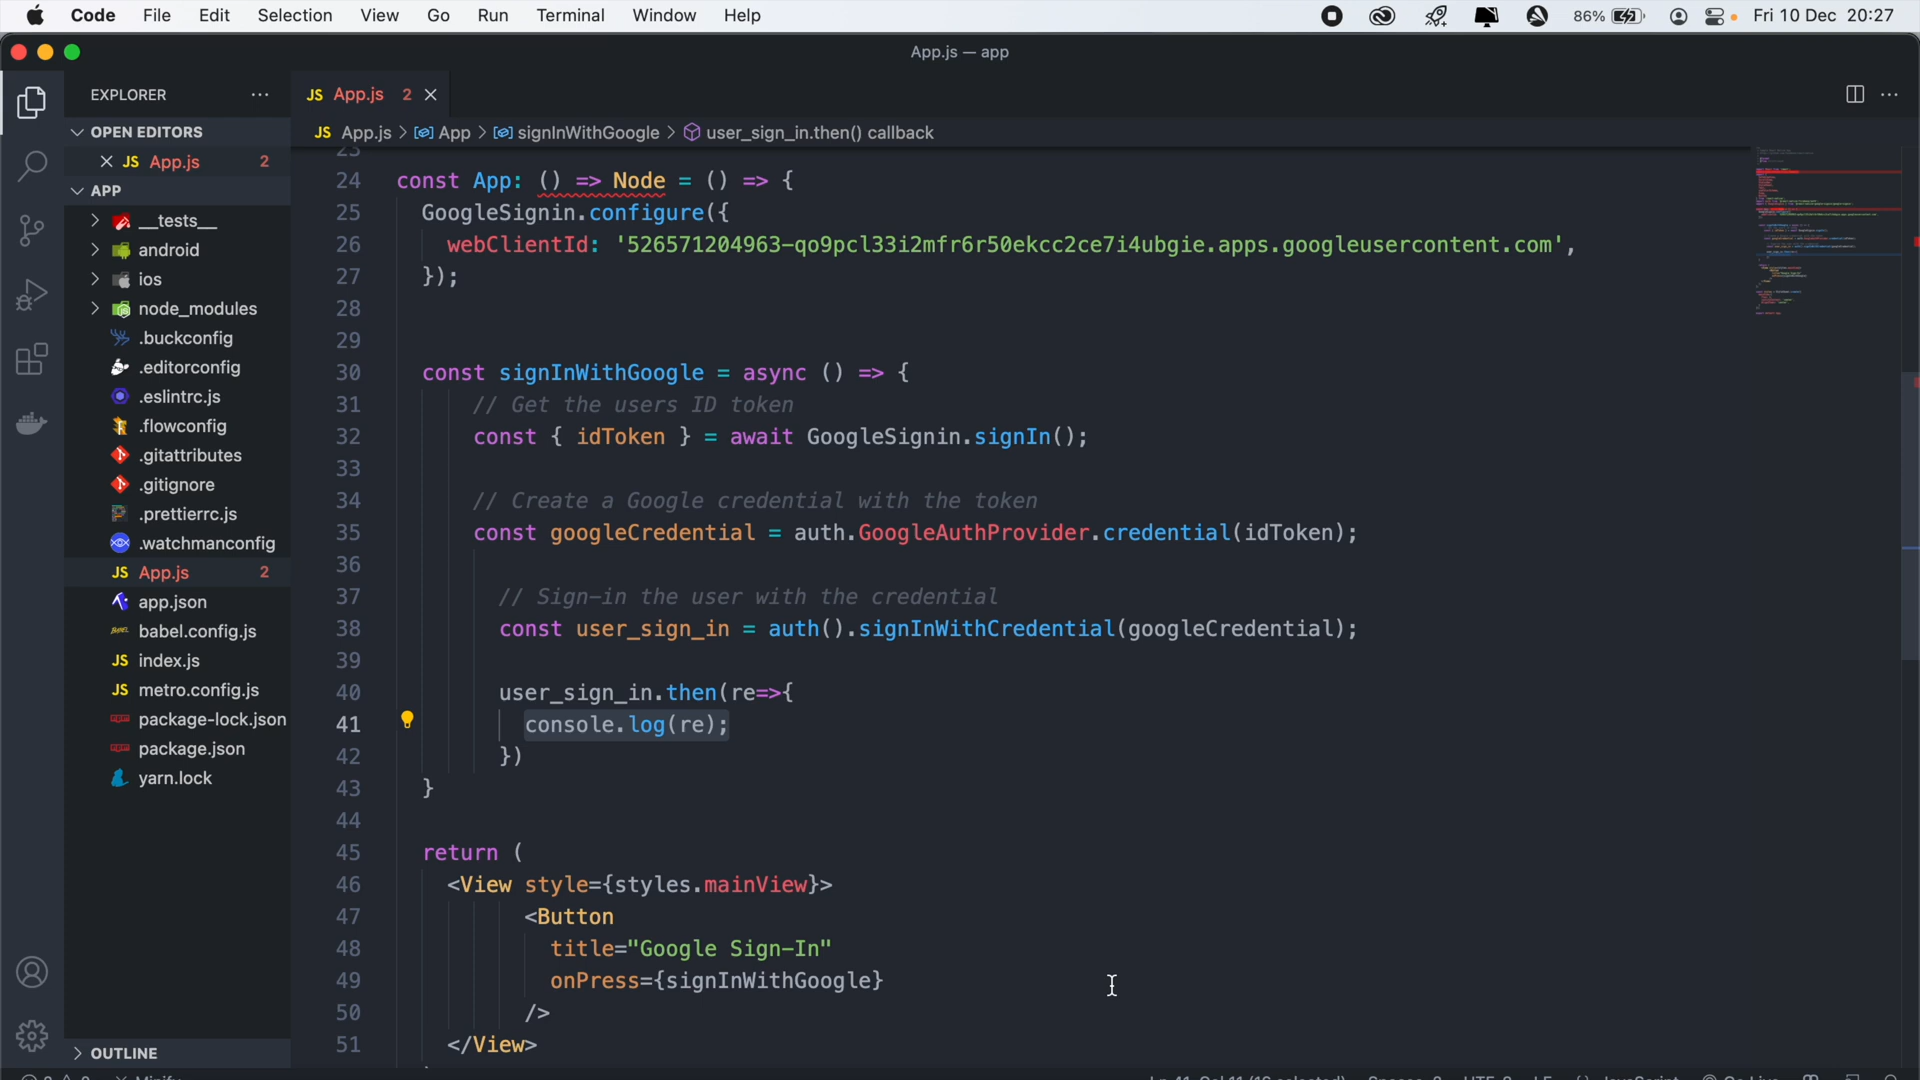 Code File Edit Selection View Go Run Terminal Window Help 86% Fri 10 Dec 20:27
App.js — app
EXPLORER ···
JS App.js 2 ×
OPEN EDITORS
× JS App.js 2
APP
__tests__
android
ios
node_modules
.buckconfig
.editorconfig
.eslintrc.js
.flowconfig
.gitattributes
.gitignore
.prettierrc.js
.watchmanconfig
JS App.js 2
app.json
BABEL babel.config.js
JS index.js
JS metro.config.js
npm package-lock.json
npm package.json
yarn.lock
OUTLINE
JS App.js > App > signInWithGoogle > user_sign_in.then() callback
23
24 const App: () => Node = () => {
25 GoogleSignin.configure({
26 webClientId: '526571204963-qo9pcl33i2mfr6r50ekcc2ce7i4ubgie.apps.googleusercontent.com',
27 });
28
29
30 const signInWithGoogle = async () => {
31 // Get the users ID token
32 const { idToken } = await GoogleSignin.signIn();
33
34 // Create a Google credential with the token
35 const googleCredential = auth.GoogleAuthProvider.credential(idToken);
36
37 // Sign-in the user with the credential
38 const user_sign_in = auth().signInWithCredential(googleCredential);
39
40 user_sign_in.then(re=>{
41 console.log(re);
42 })
43 }
44
45 return (
46 <View style={styles.mainView}>
47 <Button
48 title="Google Sign-In"
49 onPress={signInWithGoogle}
50 />
51 </View>